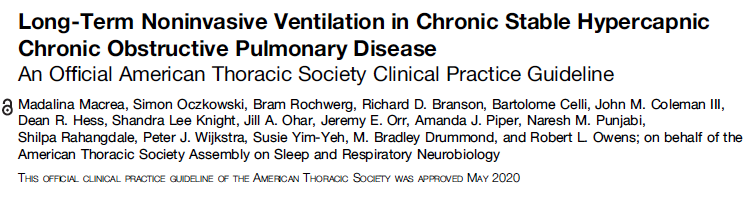 Long-Term Noninvasive Ventilation in Chronic Stable Hypercapnic
Chronic Obstructive Pulmonary Disease
An Official American Thoracic Society Clinical Practice Guideline
Madalina Macrea, Simon Oczkowski, Bram Rochwerg, Richard D. Branson, Bartolome Celli, John M. Coleman III,
Dean R. Hess, Shandra Lee Knight, Jill A. Ohar, Jeremy E. Orr, Amanda J. Piper, Naresh M. Punjabi,
Shilpa Rahangdale, Peter J. Wijkstra, Susie Yim-Yeh, M. Bradley Drummond, and Robert L. Owens; on behalf of the
American Thoracic Society Assembly on Sleep and Respiratory Neurobiology
THIS OFFICIAL CLINICAL PRACTICE GUIDELINE OF THE AMERICAN THORACIC SOCIETY WAS APPROVED MAY 2020